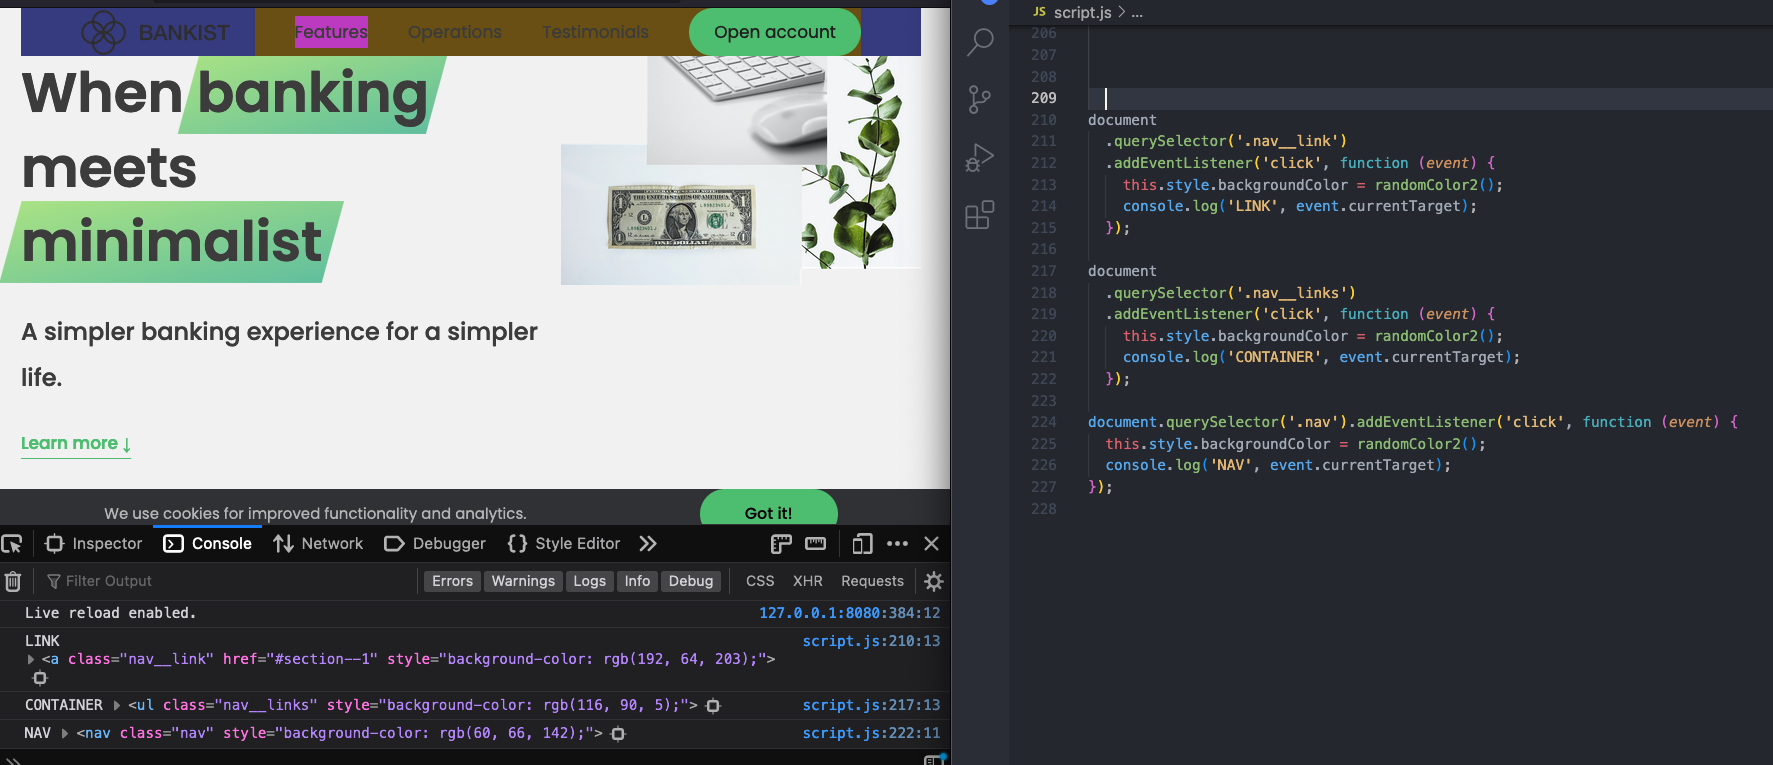 BANKIST
Features
Operations
Testimonials
Open account
When banking
meets
minimalist
A simpler banking experience for a simpler
life.
Learn more ↓
We use cookies for improved functionality and analytics.
Got it!
Inspector
Console
Network
Debugger
{} Style Editor
Filter Output
Errors
Warnings
Logs
Info
Debug
CSS
XHR
Requests
Live reload enabled.
127.0.0.1:8080:384:12
LINK
script.js:210:13
<a class="nav__link" href="#section--1" style="background-color: rgb(192, 64, 203);">
CONTAINER
<ul class="nav__links" style="background-color: rgb(116, 90, 5);">
script.js:217:13
NAV
<nav class="nav" style="background-color: rgb(60, 66, 142);">
script.js:222:11
JS script.js > ...
206
207
208
209
210 document
211 .querySelector('.nav__link')
212 .addEventListener('click', function (event) {
213 this.style.backgroundColor = randomColor2();
214 console.log('LINK', event.currentTarget);
215 });
216
217 document
218 .querySelector('.nav__links')
219 .addEventListener('click', function (event) {
220 this.style.backgroundColor = randomColor2();
221 console.log('CONTAINER', event.currentTarget);
222 });
223
224 document.querySelector('.nav').addEventListener('click', function (event) {
225 this.style.backgroundColor = randomColor2();
226 console.log('NAV', event.currentTarget);
227 });
228